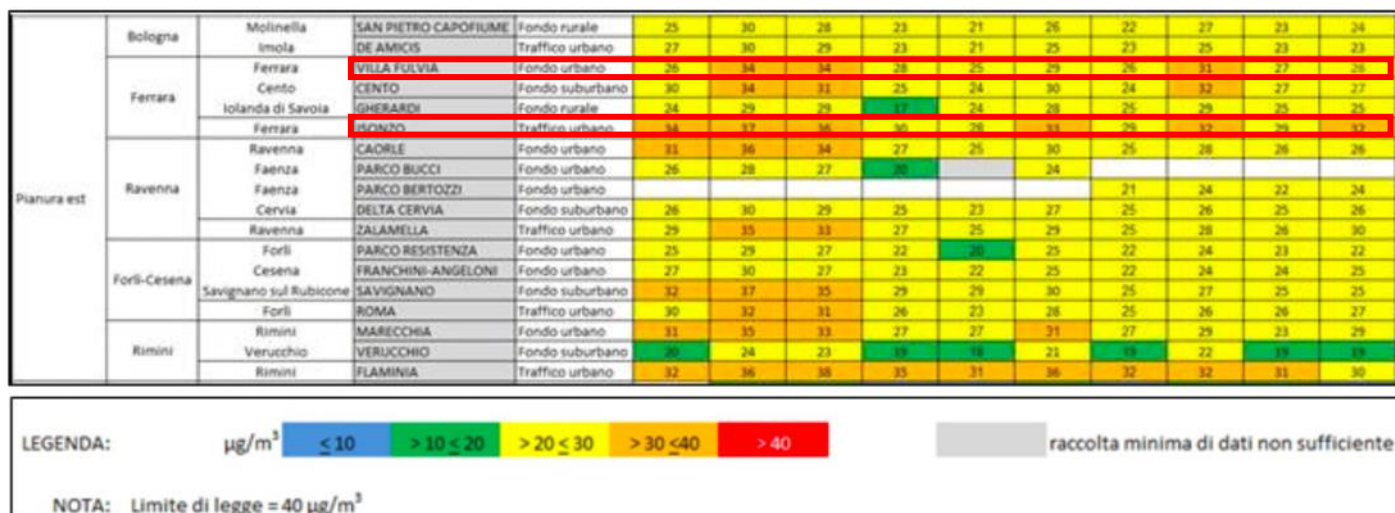 Bologna Molinella SAN PIETRO CAPOFIUME Fondo rurale 25 30 28 23 21 26 22 27 23 24
Imola DE AMICIS Traffico urbano 27 30 29 23 21 25 23 25 23 23
Ferrara Ferrara VILLA FULVIA Fondo urbano 26 34 34 28 25 29 26 31 27 28
Cento CENTO Fondo suburbano 30 34 31 25 24 30 24 32 27 27
Iolanda di Savoia GHERARDI Fondo rurale 24 29 29 17 24 28 25 29 25 25
Ferrara ISONZO Traffico urbano 34 37 36 30 28 33 29 32 29 32
Pianura est Ravenna Ravenna CAORLE Fondo urbano 31 36 34 27 25 30 25 28 26 26
Faenza PARCO BUCCI Fondo urbano 26 28 27 20 24
Faenza PARCO BERTOZZI Fondo urbano 21 24 22 24
Cervia DELTA CERVIA Fondo suburbano 26 30 29 25 23 27 25 26 25 26
Ravenna ZALAMELLA Traffico urbano 29 35 33 27 25 29 25 28 26 30
Forlì-Cesena Forlì PARCO RESISTENZA Fondo urbano 25 29 27 22 20 25 22 24 23 22
Cesena FRANCHINI-ANGELONI Fondo urbano 27 30 27 23 22 25 22 24 24 25
Savignano sul Rubicone SAVIGNANO Fondo suburbano 32 37 35 29 29 30 25 27 25 25
Forlì ROMA Traffico urbano 30 32 31 26 23 28 25 26 26 27
Rimini Rimini MARECCHIA Fondo urbano 31 35 33 27 27 31 27 29 23 29
Verucchio VERUCCHIO Fondo suburbano 20 24 23 19 18 21 19 22 19 19
Rimini FLAMINIA Traffico urbano 32 36 38 35 31 36 32 32 31 30
LEGENDA: µg/m³ ≤ 10 > 10 ≤ 20 > 20 ≤ 30 > 30 ≤40 > 40 raccolta minima di dati non sufficiente
NOTA: Limite di legge = 40 µg/m³